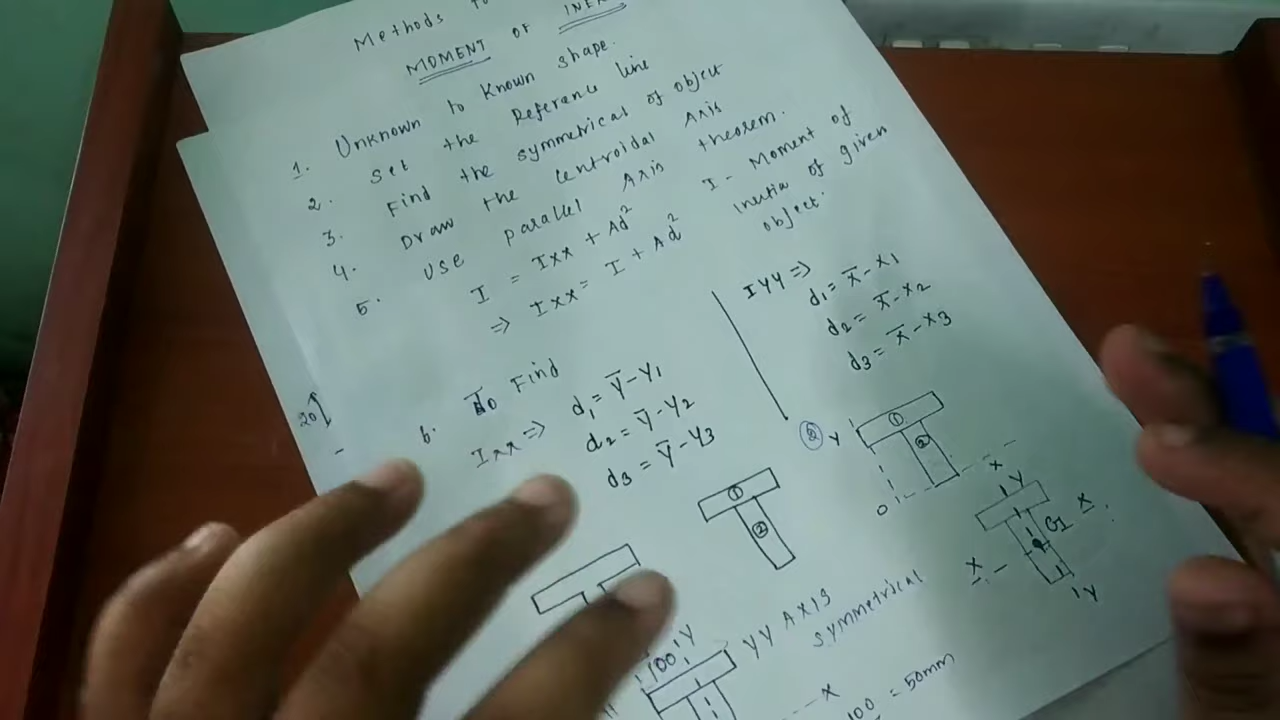 Methods
MOMENT OF
1. Unknown to known shape.
2. Set the Reference line
3. Find the symmetrical of object
4. Draw the centroidal Axis
5. Use parallel Axis theorem.
I = Ixx + Ad²
⇒ Ixx = I + Ad²
I - Moment of
inertia of given
object.
6. To Find
Ixx ⇒ d1 = Y̅ - Y1
d2 = Y̅ - Y2
d3 = Y̅ - Y3
IYY ⇒
d1 = X̅ - X1
d2 = X̅ - X2
d3 = X̅ - X3
20
1
2
2
Y
1
2
O
X
Y
G1
X
X
Y
100
Y
YY AXIS
symmetrical
X
100 = 50mm